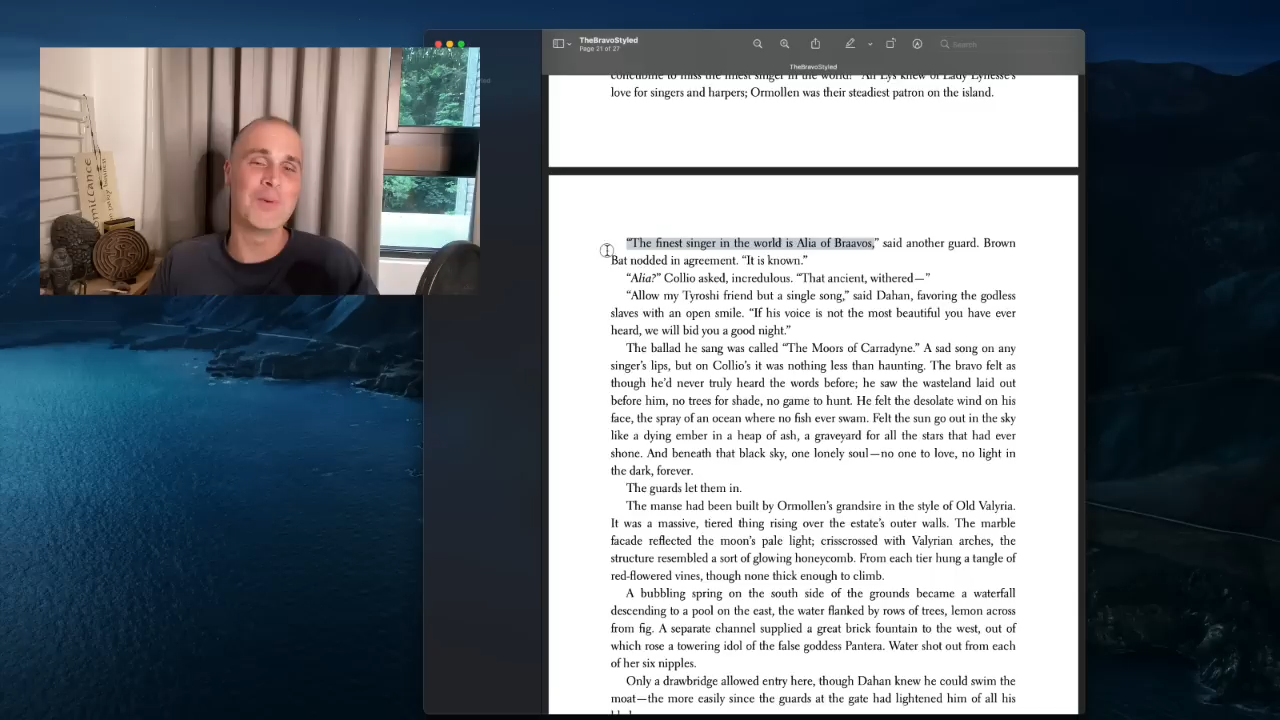 TheBravoStyled
Page 21 of 27
Search
TheBravoStyled
concubine to miss the finest singer in the world?" All Lys knew of Lady Lynesse's
love for singers and harpers; Ormollen was their steadiest patron on the island.
“The finest singer in the world is Alia of Braavos,” said another guard. Brown
Bat nodded in agreement. “It is known.”
“Alia?” Collio asked, incredulous. “That ancient, withered—”
“Allow my Tyroshi friend but a single song,” said Dahan, favoring the godless
slaves with an open smile. “If his voice is not the most beautiful you have ever
heard, we will bid you a good night.”
The ballad he sang was called “The Moors of Carradyne.” A sad song on any
singer’s lips, but on Collio’s it was nothing less than haunting. The bravo felt as
though he’d never truly heard the words before; he saw the wasteland laid out
before him, no trees for shade, no game to hunt. He felt the desolate wind on his
face, the spray of an ocean where no fish ever swam. Felt the sun go out in the sky
like a dying ember in a heap of ash, a graveyard for all the stars that had ever
shone. And beneath that black sky, one lonely soul—no one to love, no light in
the dark, forever.
The guards let them in.
The manse had been built by Ormollen’s grandsire in the style of Old Valyria.
It was a massive, tiered thing rising over the estate’s outer walls. The marble
facade reflected the moon’s pale light; crisscrossed with Valyrian arches, the
structure resembled a sort of glowing honeycomb. From each tier hung a tangle of
red-flowered vines, though none thick enough to climb.
A bubbling spring on the south side of the grounds became a waterfall
descending to a pool on the east, the water flanked by rows of trees, lemon across
from fig. A separate channel supplied a great brick fountain to the west, out of
which rose a towering idol of the false goddess Pantera. Water shot out from each
of her six nipples.
Only a drawbridge allowed entry here, though Dahan knew he could swim the
moat—the more easily since the guards at the gate had lightened him of all his